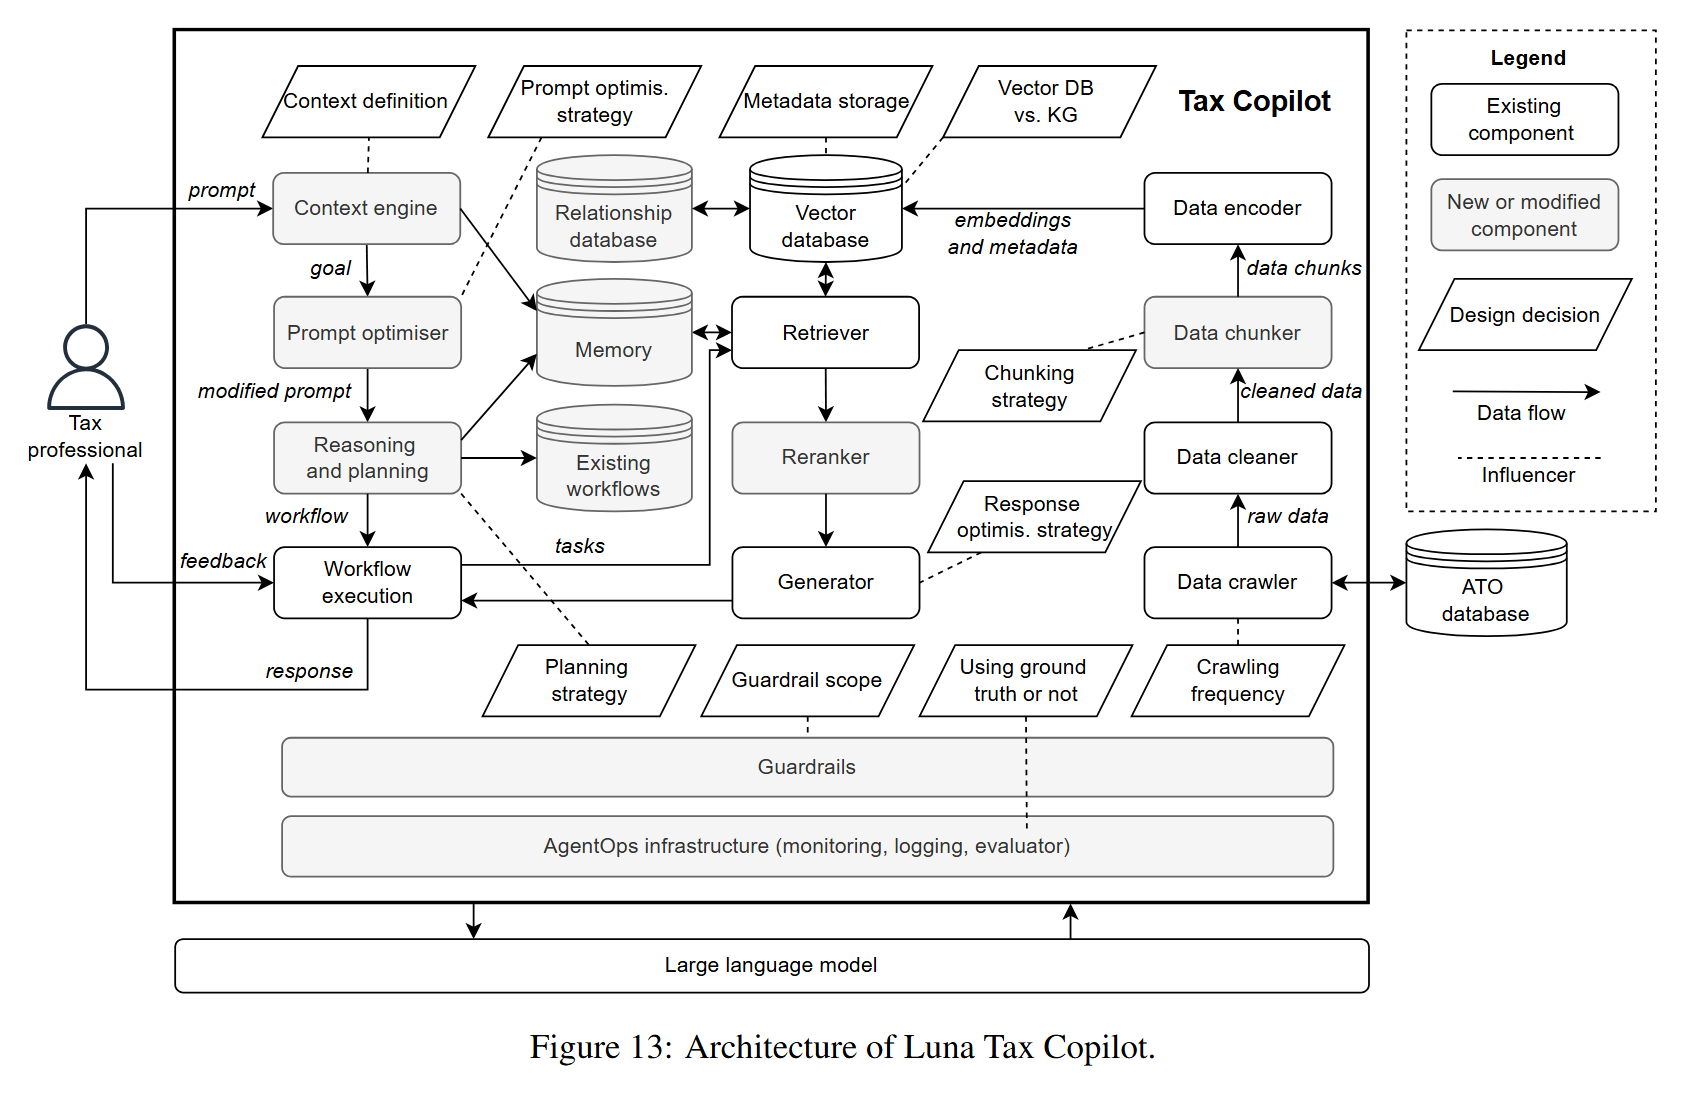 Context definition
Prompt optimis.
strategy
Metadata storage
Vector DB
vs. KG
Tax Copilot
Legend
Existing
component
New or modified
component
Design decision
Data flow
Influencer
prompt
Context engine
Relationship
database
Vector
database
embeddings
and metadata
Data encoder
goal
data chunks
Prompt optimiser
Memory
Retriever
Data chunker
Chunking
strategy
modified prompt
cleaned data
Tax
professional
Reasoning
and planning
Existing
workflows
Reranker
Data cleaner
workflow
Response
optimis. strategy
raw data
feedback
tasks
Workflow
execution
Generator
Data crawler
ATO
database
response
Planning
strategy
Guardrail scope
Using ground
truth or not
Crawling
frequency
Guardrails
AgentOps infrastructure (monitoring, logging, evaluator)
Large language model
Figure 13: Architecture of Luna Tax Copilot.